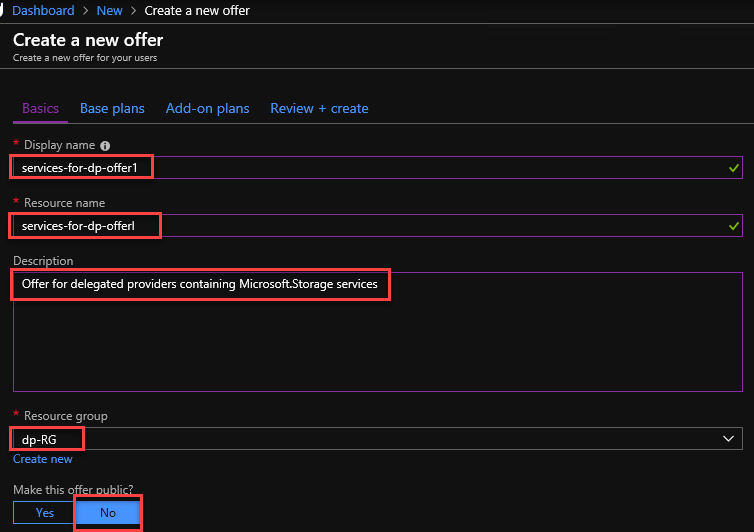 Dashboard > New > Create a new offer
Create a new offer
Create a new offer for your users
Basics Base plans Add-on plans Review + create
* Display name
services-for-dp-offer1
* Resource name
services-for-dp-offerl
Description
Offer for delegated providers containing Microsoft.Storage services
* Resource group
dp-RG
Create new
Make this offer public?
Yes No